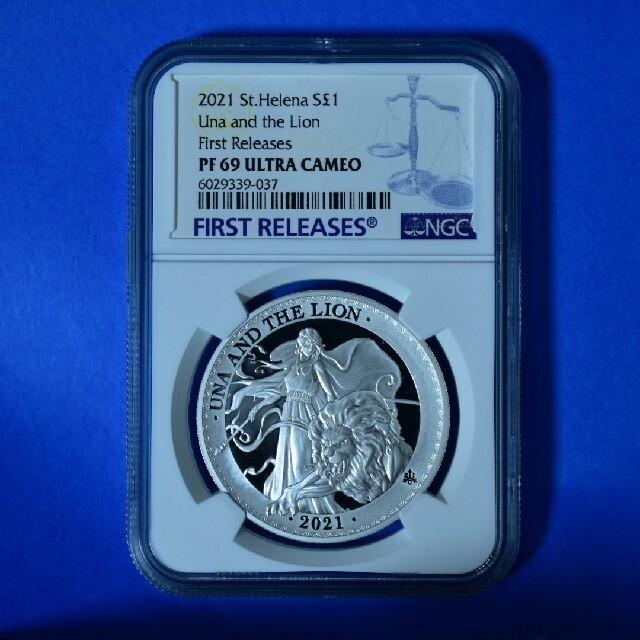 2021 St.Helena S£1
Una and the Lion
First Releases
PF 69 ULTRA CAMEO
6029339-037
FIRST RELEASES®
NGC
· UNA AND THE LION ·
· 2021 ·